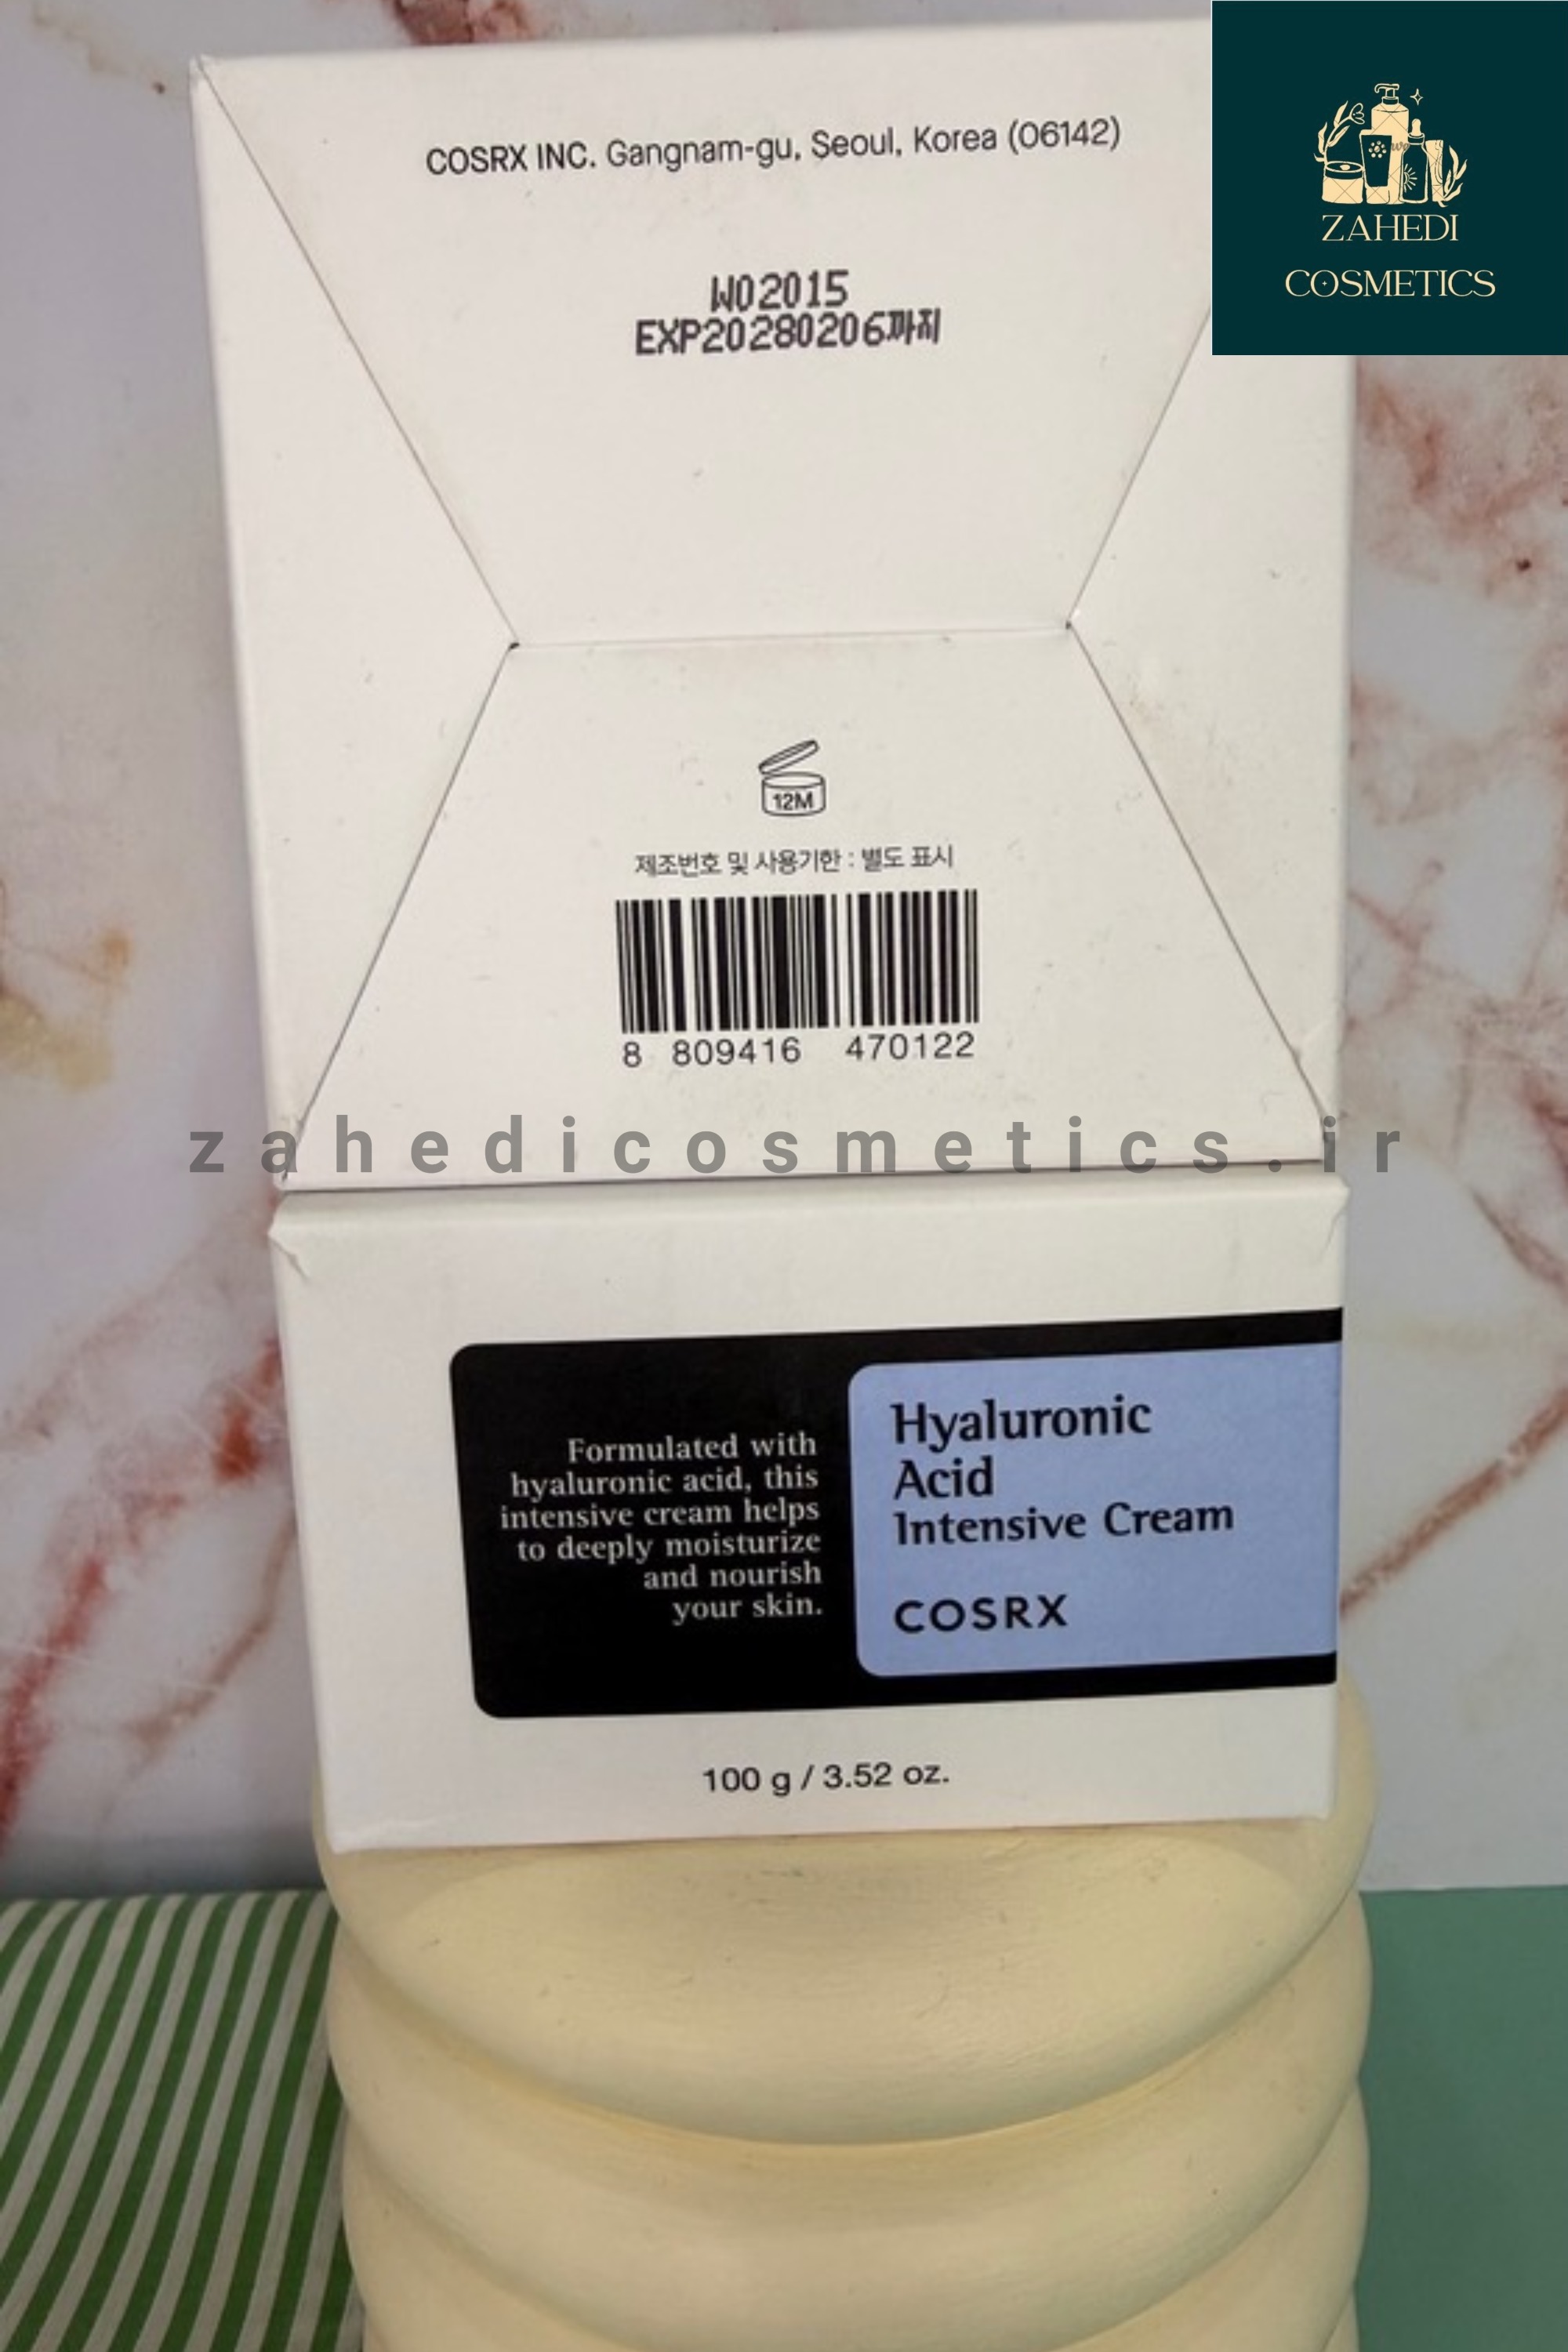 ZAHEDI
COSMETICS
COSRX INC. Gangnam-gu, Seoul, Korea (06142)
W02015
EXP20280206까지
12M
제조번호 및 사용기한 : 별도 표시
8 809416 470122
zahedicosmetics.ir
Formulated with
hyaluronic acid, this
intensive cream helps
to deeply moisturize
and nourish
your skin.
Hyaluronic
Acid
Intensive Cream
COSRX
100 g / 3.52 oz.